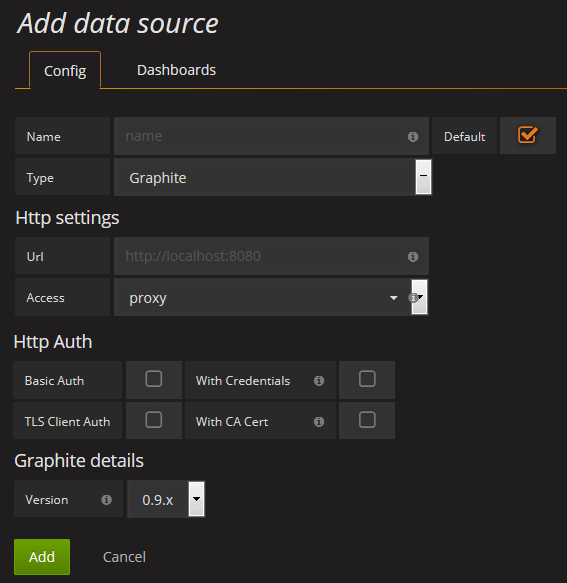 Add data source
Config Dashboards
Name name Default
Type Graphite
Http settings
Url http://localhost:8080
Access proxy
Http Auth
Basic Auth With Credentials
TLS Client Auth With CA Cert
Graphite details
Version 0.9.x
Add Cancel